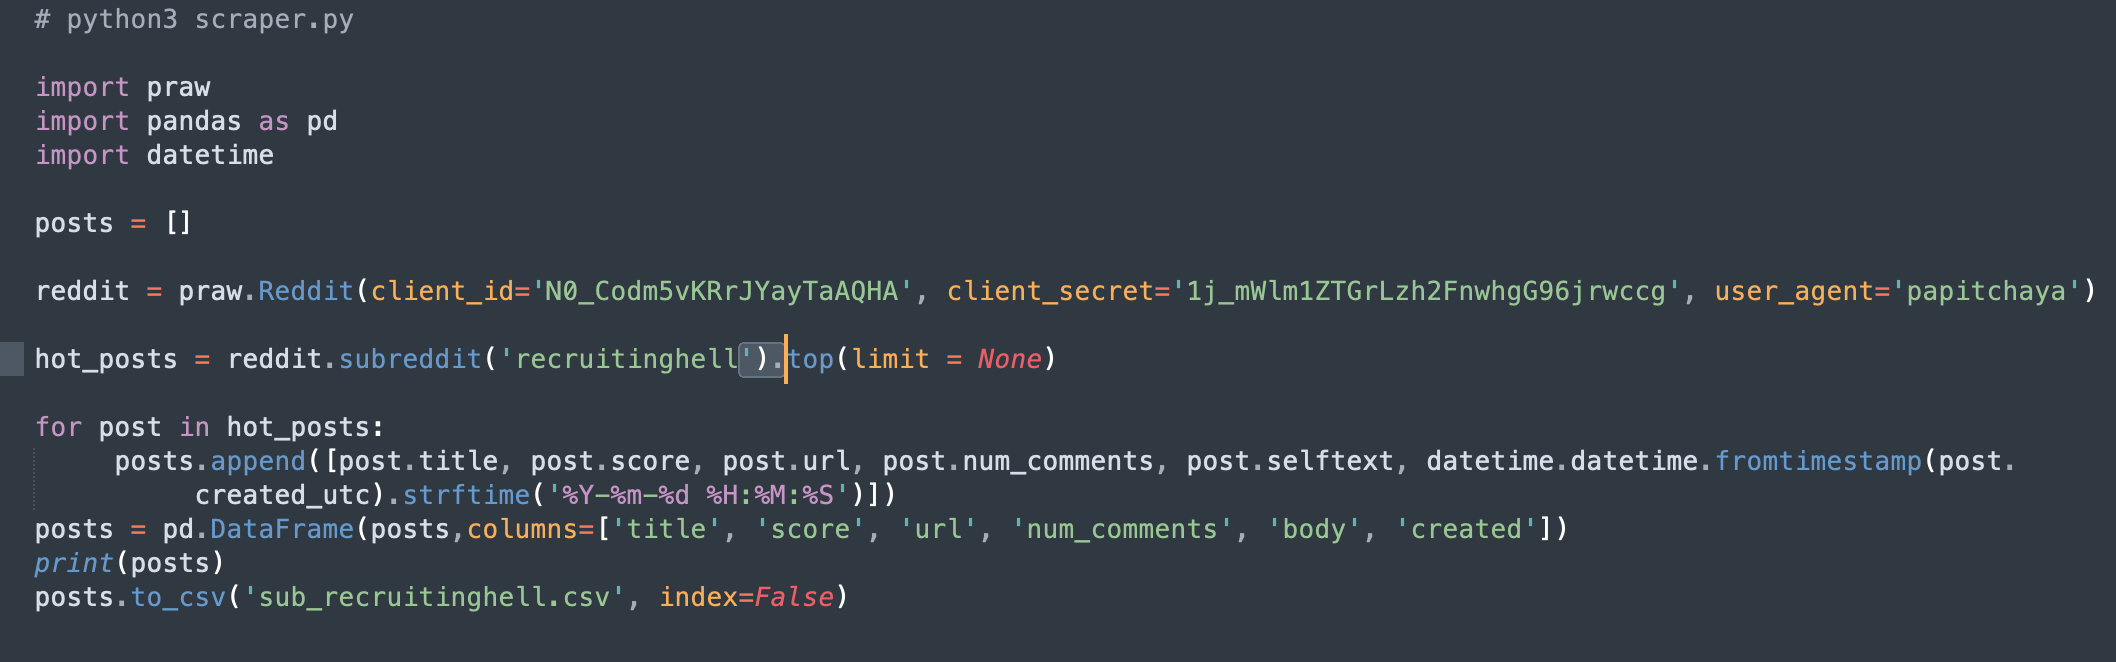 # python3 scraper.py
import praw
import pandas as pd
import datetime
posts = []
reddit = praw.Reddit(client_id='N0_Codm5vKRrJYayTaAQHA', client_secret='1j_mWlm1ZTGrLzh2FnwhgG96jrwccg', user_agent='papitchaya')
hot_posts = reddit.subreddit('recruitinghell').top(limit = None)
for post in hot_posts:
posts.append([post.title, post.score, post.url, post.num_comments, post.selftext, datetime.datetime.fromtimestamp(post.
created_utc).strftime('%Y-%m-%d %H:%M:%S')])
posts = pd.DataFrame(posts,columns=['title', 'score', 'url', 'num_comments', 'body', 'created'])
print(posts)
posts.to_csv('sub_recruitinghell.csv', index=False)